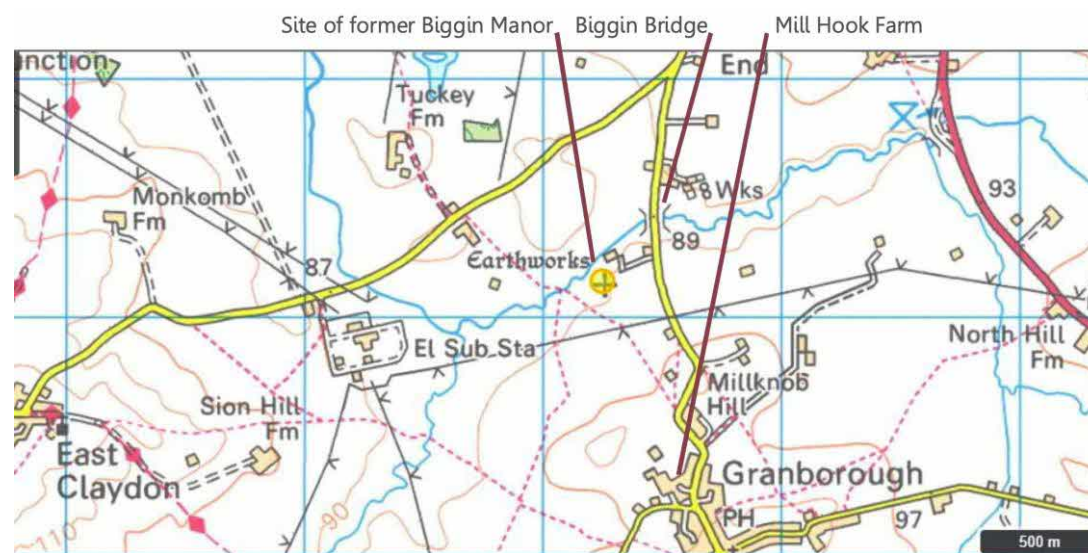 Site of former Biggin Manor
Biggin Bridge
Mill Hook Farm
End
Tuckey
Fm
Wks
93
Monkomb
Fm
89
Earthworks
87
El Sub Sta
North Hill
Fm
Millknob
Hill
Sion Hill
Fm
East
Claydon
Granborough
90
PH
97
110
500 m